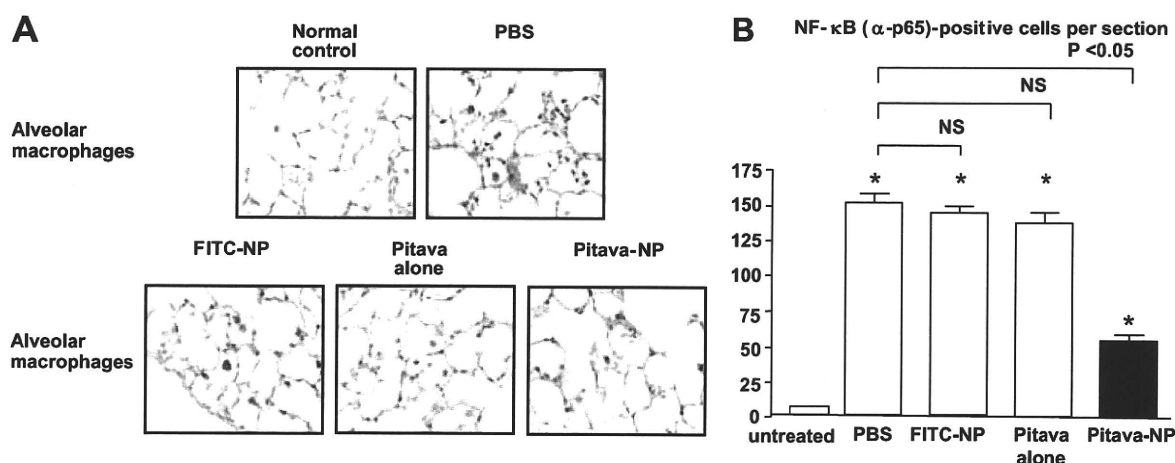 A
Normal
control
PBS
Alveolar
macrophages
FITC-NP
Pitava
alone
Pitava-NP
Alveolar
macrophages
B
NF-κB (α-p65)-positive cells per section
P <0.05
NS
NS
175
150
125
100
75
50
25
0
*
*
*
*
untreated
PBS
FITC-NP
Pitava
alone
Pitava-NP